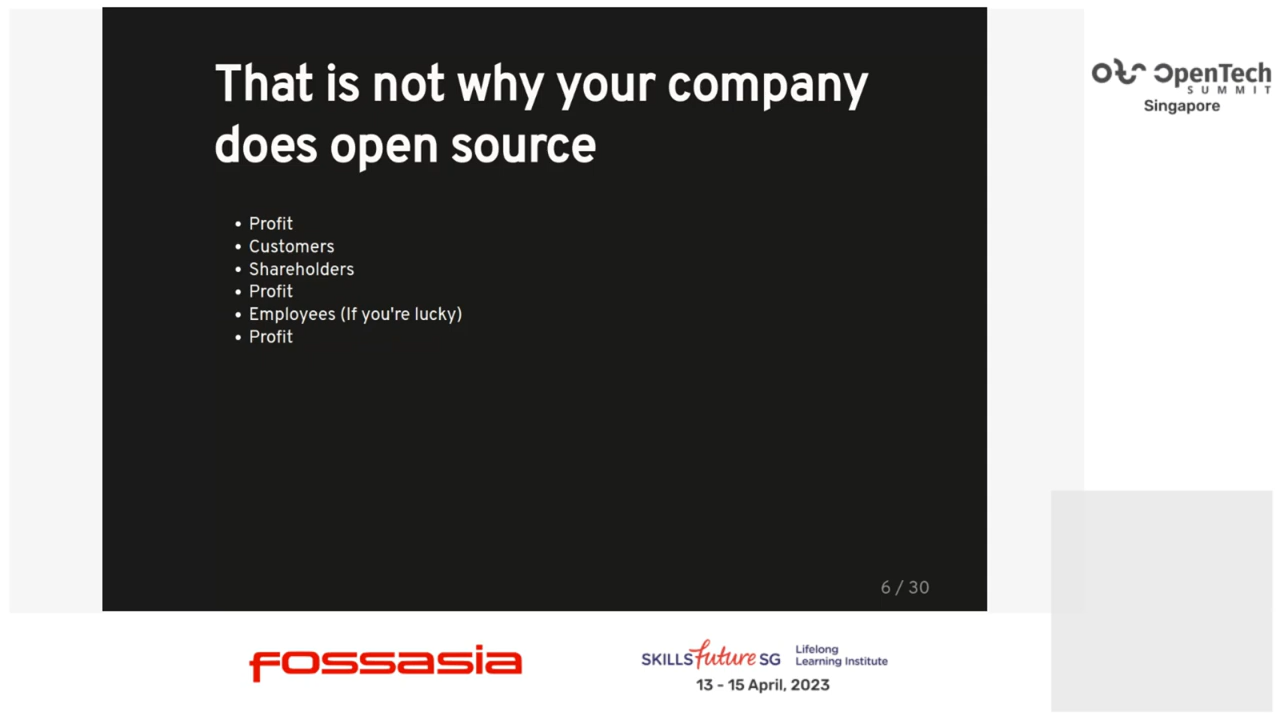 That is not why your company
does open source
• Profit
• Customers
• Shareholders
• Profit
• Employees (If you're lucky)
• Profit
6 / 30
OpenTech
SUMMIT
Singapore
fossasia
SKILLSfuture SG
Lifelong
Learning Institute
13 - 15 April, 2023